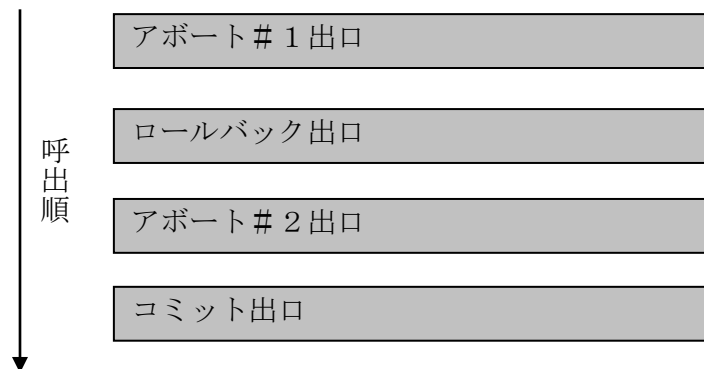 アボート＃１出口
ロールバック出口
呼出順
アボート＃２出口
コミット出口